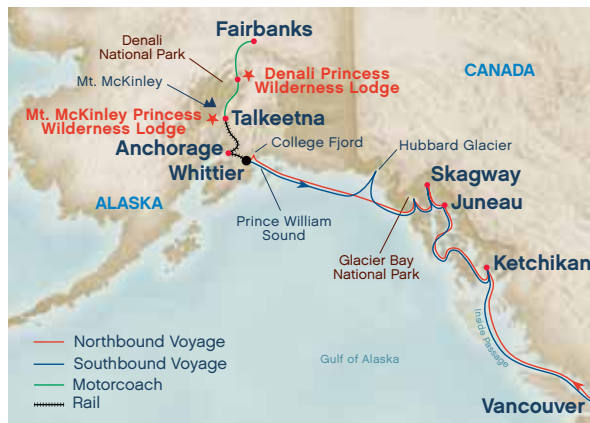 Fairbanks
Denali
National Park
Denali Princess
Wilderness Lodge
CANADA
Mt. McKinley
Mt. McKinley Princess
Wilderness Lodge
Talkeetna
College Fjord
Hubbard Glacier
Anchorage
Whittier
Skagway
Juneau
ALASKA
Prince William
Sound
Glacier Bay
National Park
Ketchikan
Inside Passage
Northbound Voyage
Southbound Voyage
Motorcoach
Rail
Gulf of Alaska
Vancouver